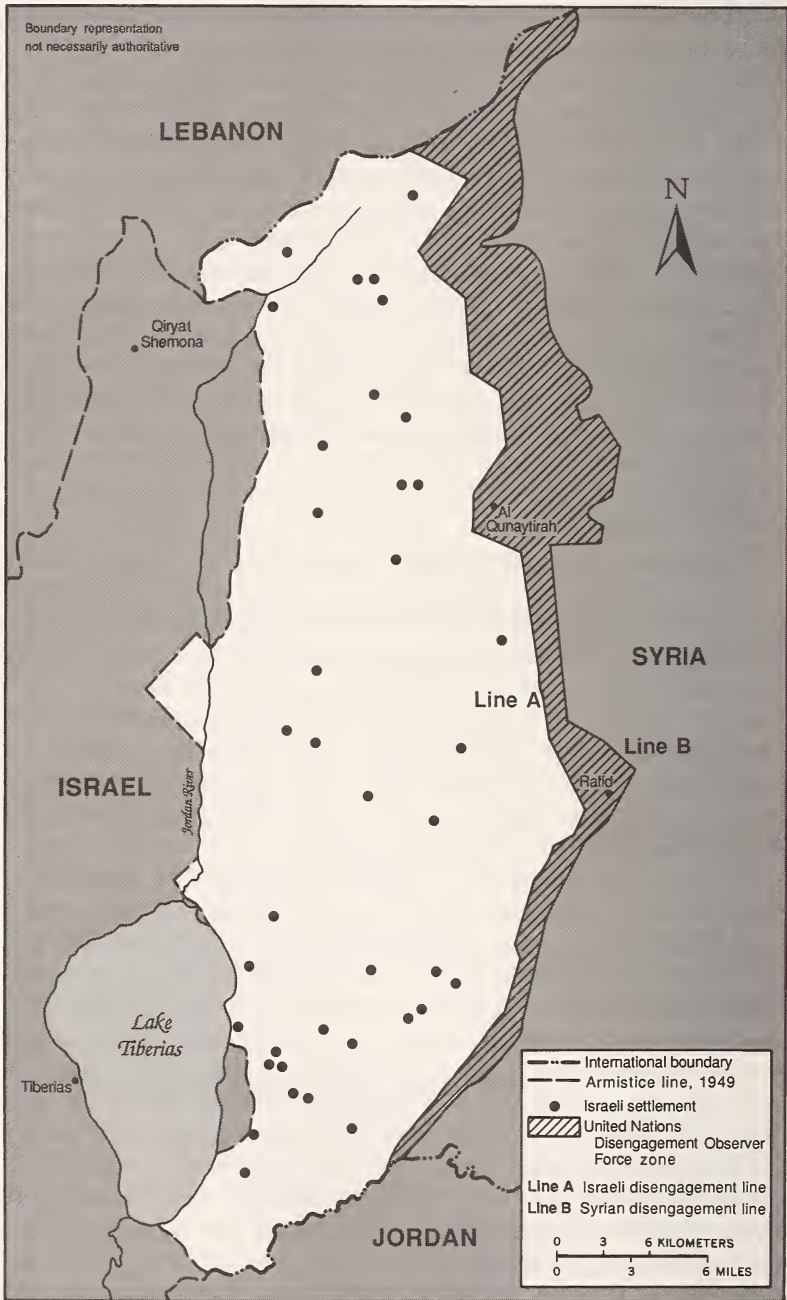 Boundary representation
not necessarily authoritative
LEBANON
N
Qiryat
Shemona
Al
Qunaytirah
SYRIA
Line A
Line B
ISRAEL
Jordan River
Rafid
Lake
Tiberias
Tiberias
JORDAN
International boundary
Armistice line, 1949
Israeli settlement
United Nations
Disengagement Observer
Force zone
Line A Israeli disengagement line
Line B Syrian disengagement line
0 3 6 KILOMETERS
0 3 6 MILES